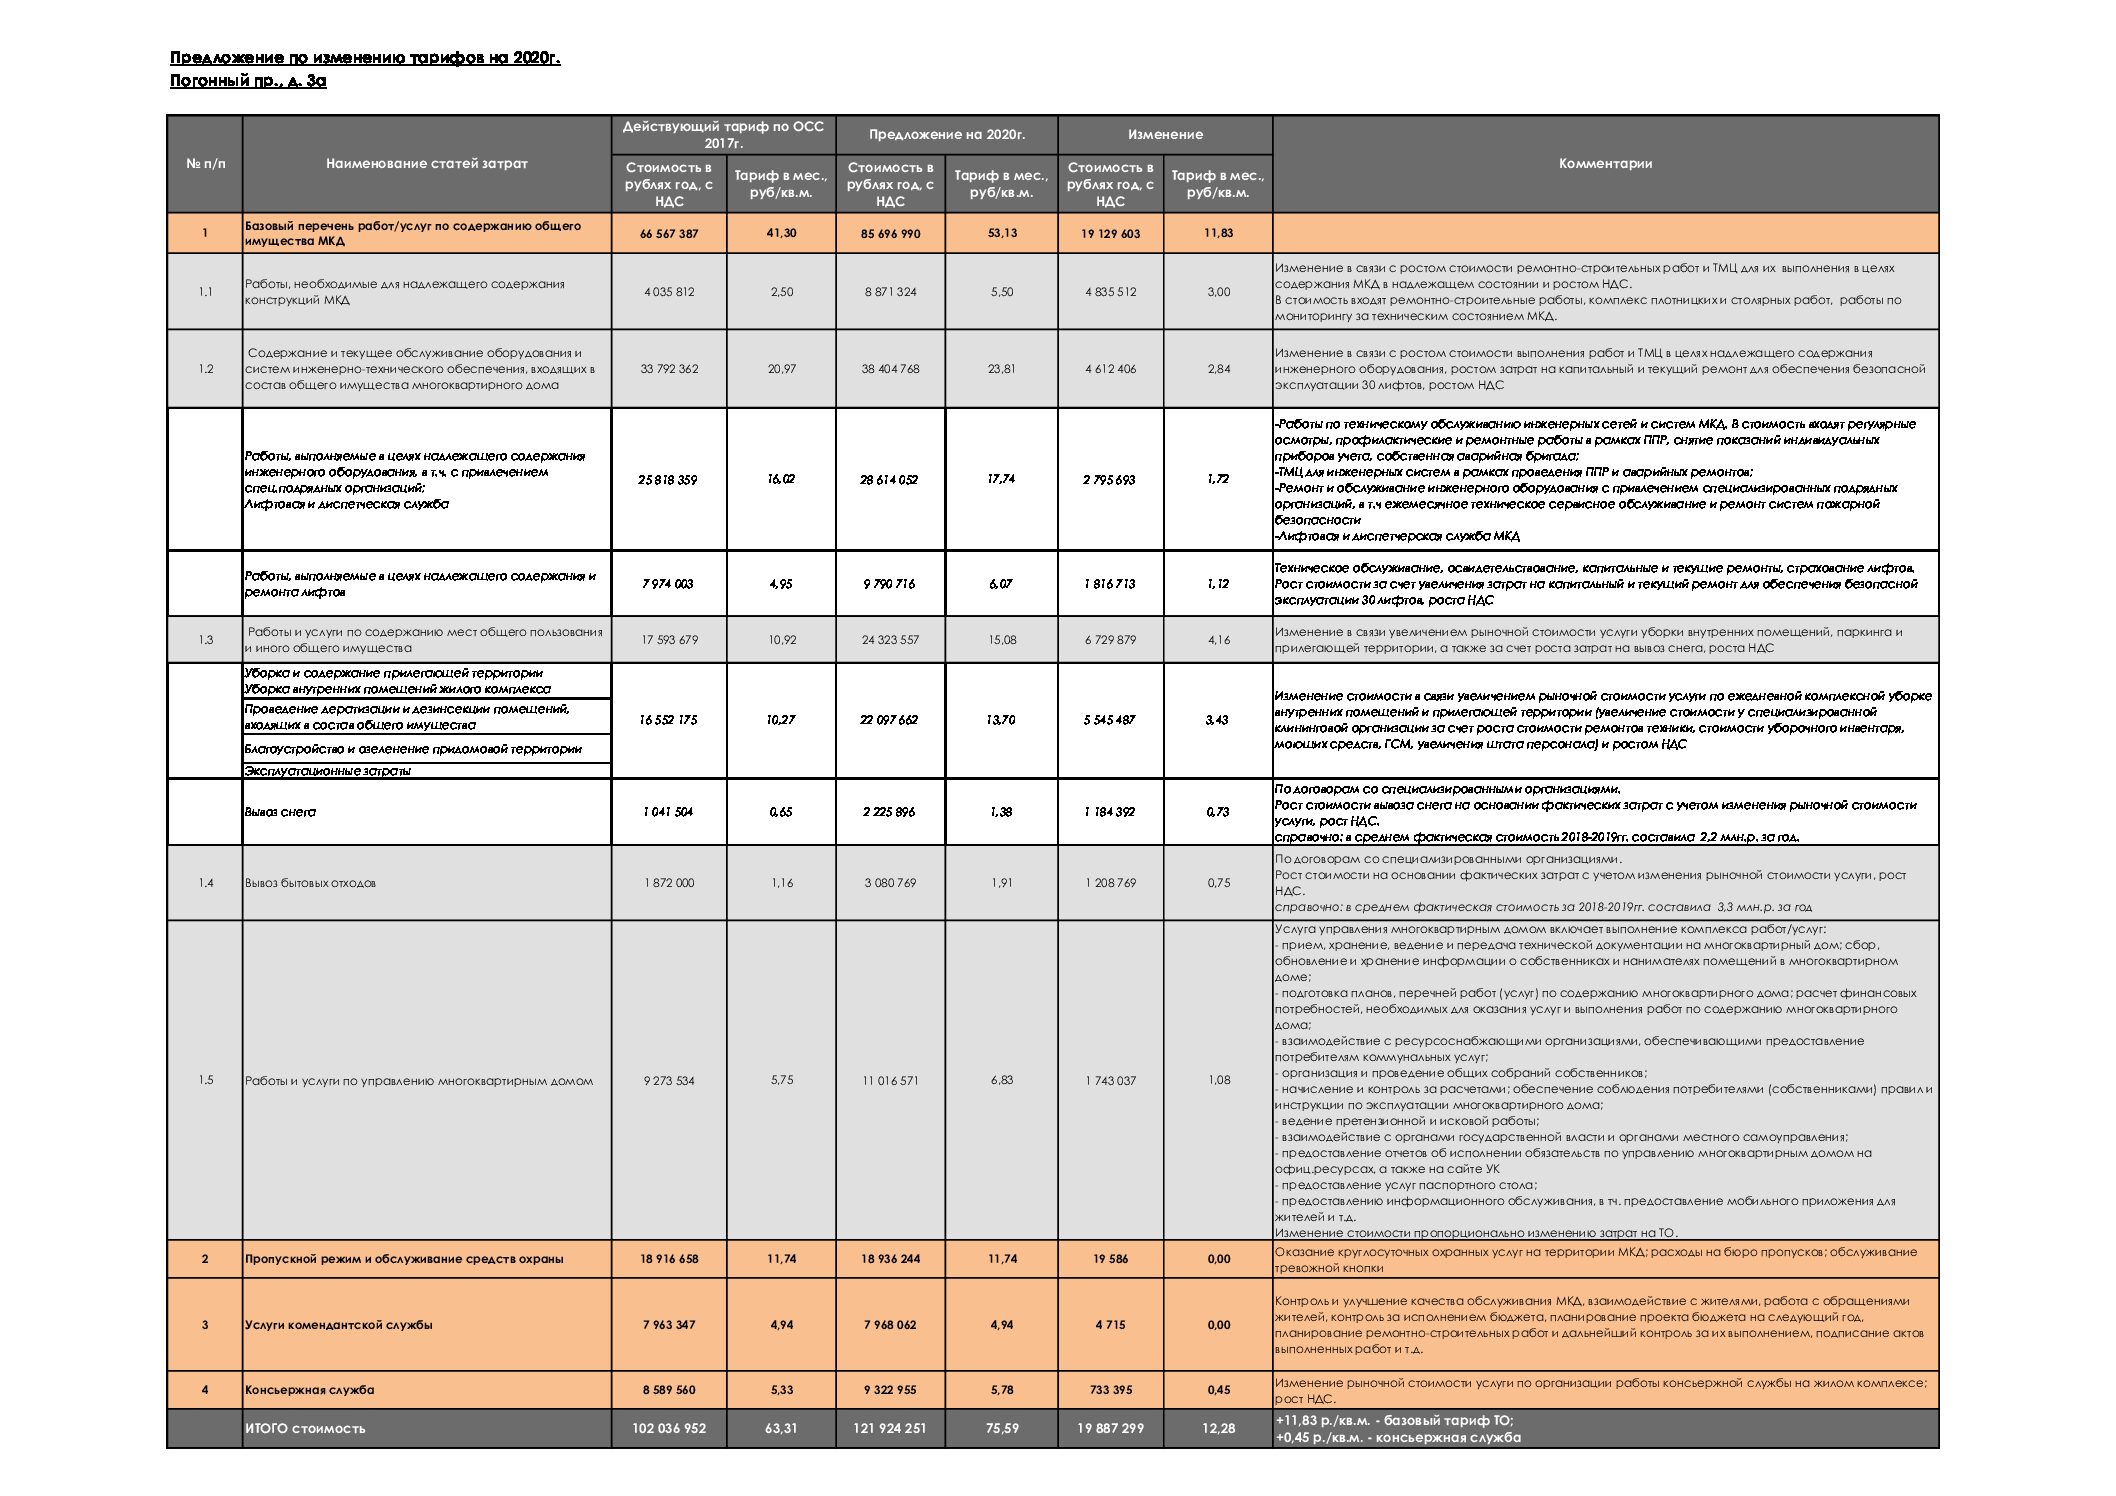 Предложение по изменению тарифов на 2020г.
Погонный пр., д. 3а
№ п/п
Наименование статей затрат
Действующий тариф по ОСС
2017г.
Предложение на 2020г.
Изменение
Комментарии
Стоимость в
рублях год, с
НДС
Тариф в мес.,
руб/кв.м.
Стоимость в
рублях год, с
НДС
Тариф в мес.,
руб/кв.м.
Стоимость в
рублях год, с
НДС
Тариф в мес.,
руб/кв.м.
1
Базовый перечень работ/услуг по содержанию общего
имущества МКД
66 567 387
41,30
85 696 990
53,13
19 129 603
11,83
1.1
Работы, необходимые для надлежащего содержания
конструкций МКД
4 035 812
2,50
8 871 324
5,50
4 835 512
3,00
Изменение в связи с ростом стоимости ремонтно-строительных работ и ТМЦ для их выполнения в целях
содержания МКД в надлежащем состоянии и ростом НДС.
В стоимость входят ремонтно-строительные работы, комплекс плотницких и столярных работ, работы по
мониторингу за техническим состоянием МКД.
1.2
Содержание и текущее обслуживание оборудования и
систем инженерно-технического обеспечения, входящих в
состав общего имущества многоквартирного дома
33 792 362
20,97
38 404 768
23,81
4 612 406
2,84
Изменение в связи с ростом стоимости выполнения работ и ТМЦ в целях надлежащего содержания
инженерного оборудования, ростом затрат на капитальный и текущий ремонт для обеспечения безопасной
эксплуатации 30 лифтов, ростом НДС
Работы, выполняемые в целях надлежащего содержания
инженерного оборудования, в т.ч. с привлечением
спец.подрядных организаций;
Лифтовая и диспетческая служба
25 818 359
16,02
28 614 052
17,74
2 795 693
1,72
-Работы по техническому обслуживанию инженерных сетей и систем МКД. В стоимость входят регулярные
осмотры, профилактические и ремонтные работы в рамках ППР, снятие показаний индивидуальных
приборов учета, собственная аварийная бригада;
-ТМЦ для инженерных систем в рамках проведения ППР и аварийных ремонтов;
-Ремонт и обслуживание инженерного оборудования с привлечением специализированных подрядных
организаций, в т.ч ежемесячное техническое сервисное обслуживание и ремонт систем пожарной
безопасности
-Лифтовая и диспетчерская служба МКД
Работы, выполняемые в целях надлежащего содержания и
ремонта лифтов
7 974 003
4,95
9 790 716
6,07
1 816 713
1,12
Техническое обслуживание, освидетельствование, капитальные и текущие ремонты, страхование лифтов.
Рост стоимости за счет увеличения затрат на капитальный и текущий ремонт для обеспечения безопасной
эксплуатации 30 лифтов, роста НДС
1.3
Работы и услуги по содержанию мест общего пользования
и иного общего имущества
17 593 679
10,92
24 323 557
15,08
6 729 879
4,16
Изменение в связи увеличением рыночной стоимости услуги уборки внутренних помещений, паркинга и
прилегающей территории, а также за счет роста затрат на вывоз снега, роста НДС
Уборка и содержание прилегающей территории
Уборка внутренних помещений жилого комплекса
Проведение дератизации и дезинсекции помещений,
входящих в состав общего имущества
Благоустройство и озеленение придомовой территории
Эксплуатационные затраты
16 552 175
10,27
22 097 662
13,70
5 545 487
3,43
Изменение стоимости в связи увеличением рыночной стоимости услуги по ежедневной комплексной уборке
внутренних помещений и прилегающей территории (увеличение стоимости у специализированной
клининговой организации за счет роста стоимости ремонтов техники, стоимости уборочного инвентаря,
моющих средств, ГСМ, увеличения штата персонала) и ростом НДС
Вывоз снега
1 041 504
0,65
2 225 896
1,38
1 184 392
0,73
По договорам со специализированными организациями.
Рост стоимости вывоза снега на основании фактических затрат с учетом изменения рыночной стоимости
услуги, рост НДС.
справочно: в среднем фактическая стоимость 2018-2019гг. составила 2,2 млн.р. за год.
1.4
Вывоз бытовых отходов
1 872 000
1,16
3 080 769
1,91
1 208 769
0,75
По договорам со специализированными организациями.
Рост стоимости на основании фактических затрат с учетом изменения рыночной стоимости услуги, рост
НДС.
справочно: в среднем фактическая стоимость за 2018-2019гг. составила 3,3 млн.р. за год
1.5
Работы и услуги по управлению многоквартирным домом
9 273 534
5,75
11 016 571
6,83
1 743 037
1,08
Услуга управления многоквартирным домом включает выполнение комплекса работ/услуг:
- прием, хранение, ведение и передача технической документации на многоквартирный дом; сбор,
обновление и хранение информации о собственниках и нанимателях помещений в многоквартирном
доме;
- подготовка планов, перечней работ (услуг) по содержанию многоквартирного дома; расчет финансовых
потребностей, необходимых для оказания услуг и выполнения работ по содержанию многоквартирного
дома;
- взаимодействие с ресурсоснабжающими организациями, обеспечивающими предоставление
потребителям коммунальных услуг;
- организация и проведение общих собраний собственников;
- начисление и контроль за расчетами; обеспечение соблюдения потребителями (собственниками) правил и
инструкции по эксплуатации многоквартирного дома;
- ведение претензионной и исковой работы;
- взаимодействие с органами государственной власти и органами местного самоуправления;
- предоставление отчетов об исполнении обязательств по управлению многоквартирным домом на
офиц.ресурсах, а также на сайте УК
- предоставление услуг паспортного стола;
- предоставлению информационного обслуживания, в тч. предоставление мобильного приложения для
жителей и т.д.
Изменение стоимости пропорционально изменению затрат на ТО.
2
Пропускной режим и обслуживание средств охраны
18 916 658
11,74
18 936 244
11,74
19 586
0,00
Оказание круглосуточных охранных услуг на территории МКД; расходы на бюро пропусков; обслуживание
тревожной кнопки
3
Услуги комендантской службы
7 963 347
4,94
7 968 062
4,94
4 715
0,00
Контроль и улучшение качества обслуживания МКД, взаимодействие с жителями, работа с обращениями
жителей, контроль за исполнением бюджета, планирование проекта бюджета на следующий год,
планирование ремонтно-строительных работ и дальнейший контроль за их выполнением, подписание актов
выполненных работ и т.д.
4
Консьержная служба
8 589 560
5,33
9 322 955
5,78
733 395
0,45
Изменение рыночной стоимости услуги по организации работы консьержной службы на жилом комплексе;
рост НДС.
ИТОГО стоимость
102 036 952
63,31
121 924 251
75,59
19 887 299
12,28
+11,83 р./кв.м. - базовый тариф ТО;
+0,45 р./кв.м. - консьержная служба